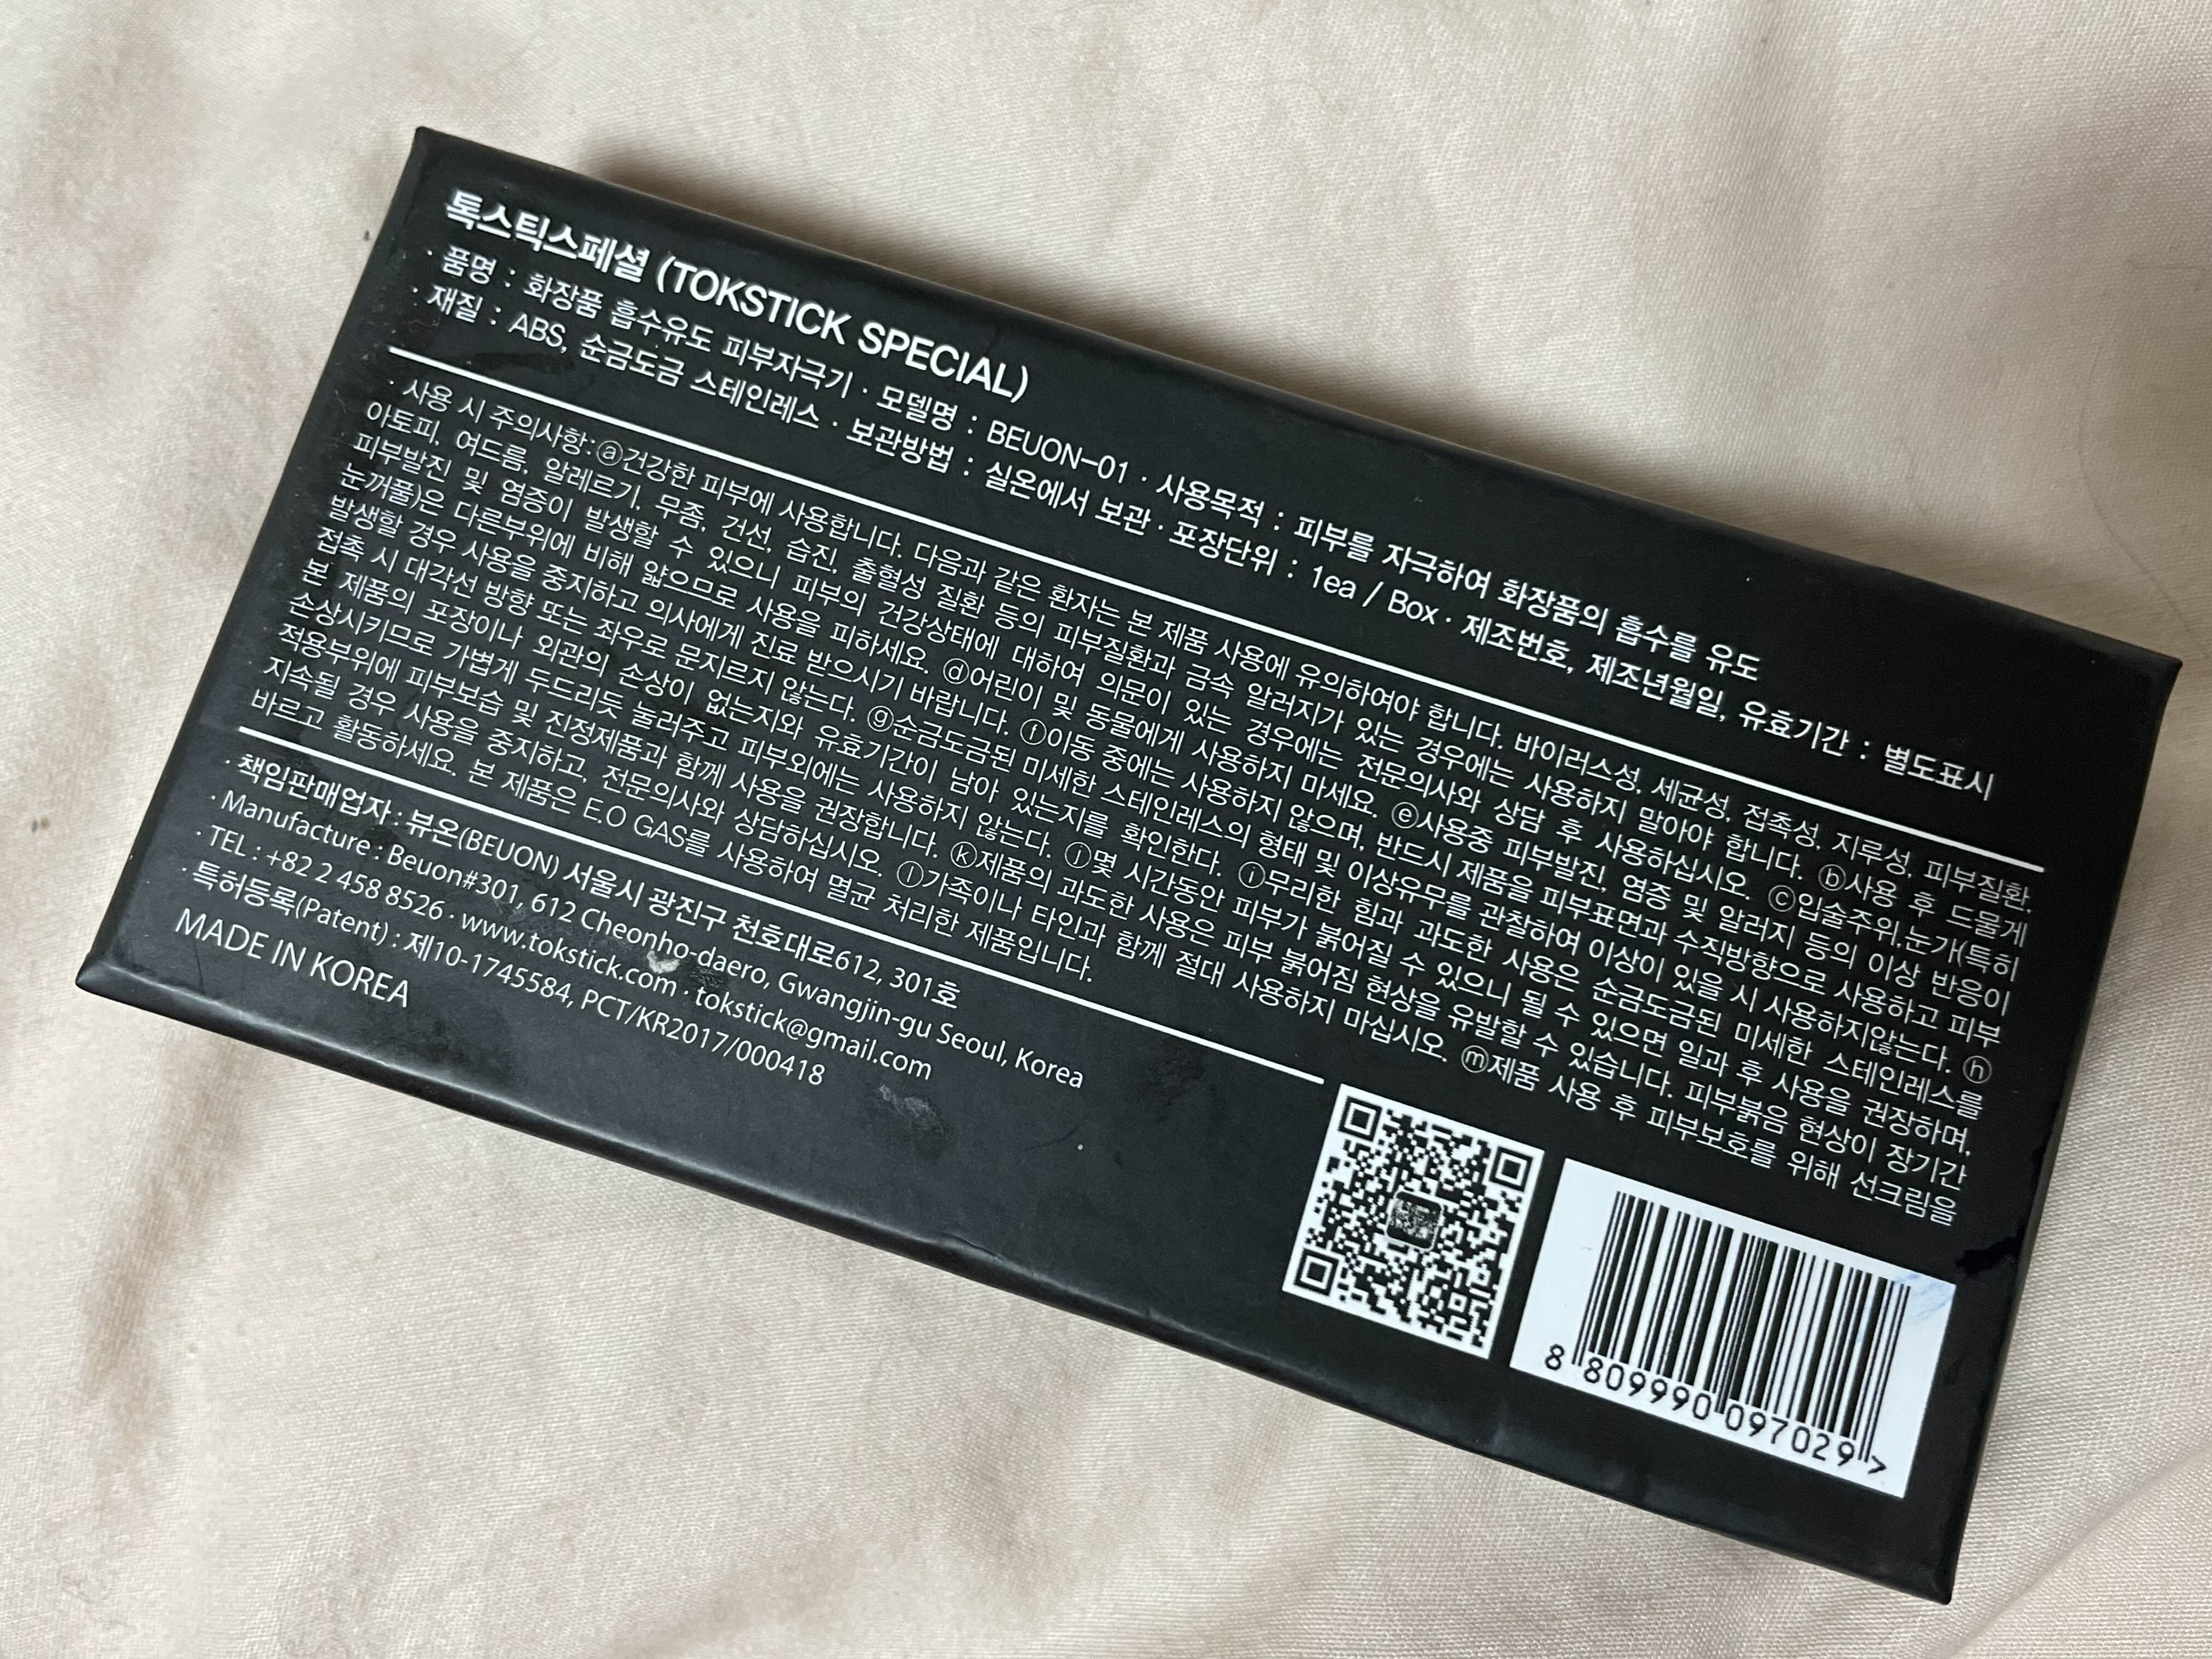 톡스틱스페셜 (TOKSTICK SPECIAL)
· 품명 : 화장품 흡수유도 피부자극기 · 모델명 : BEUON-01 · 사용목적 : 피부를 자극하여 화장품의 흡수를 유도
· 재질 : ABS, 순금도금 스테인레스 · 보관방법 : 실온에서 보관 · 포장단위 : 1ea / Box · 제조번호, 제조년월일, 유효기간 : 별도표시
· 사용 시 주의사항: ⓐ건강한 피부에 사용합니다. 다음과 같은 환자는 본 제품 사용에 유의하여야 합니다. 바이러스성, 세균성, 접촉성, 지루성, 피부질환,
아토피, 여드름, 알레르기, 무좀, 건선, 습진, 출혈성 질환 등의 피부질환과 금속 알러지가 있는 경우에는 사용하지 말아야 합니다. ⓑ사용 후 드물게
피부발진 및 염증이 발생할 수 있으니 피부의 건강상태에 대하여 의문이 있는 경우에는 전문의사와 상담 후 사용하십시오. ⓒ입술주위,눈가(특히
눈꺼풀)은 다른부위에 비해 얇으므로 사용을 피하세요. ⓓ어린이 및 동물에게 사용하지 마세요. ⓔ사용중 피부발진, 염증 및 알러지 등의 이상 반응이
발생할 경우 사용을 중지하고 의사에게 진료 받으시기 바랍니다. ⓕ이동 중에는 사용하지 않으며, 반드시 제품을 피부표면과 수직방향으로 사용하고 피부
접촉 시 대각선 방향 또는 좌우로 문지르지 않는다. ⓖ순금도금된 미세한 스테인레스의 형태 및 이상유무를 관찰하여 이상이 있을 시 사용하지않는다. ⓗ
본 제품의 포장이나 외관의 손상이 없는지와 유효기간이 남아 있는지를 확인한다. ⓘ무리한 힘과 과도한 사용은 순금도금된 미세한 스테인레스를
손상시키므로 가볍게 두드리듯 눌러주고 피부외에는 사용하지 않는다. ⓙ몇 시간동안 피부가 붉어질 수 있으니 될 수 있으면 일과 후 사용을 권장하며,
적용부위에 피부보습 및 진정제품과 함께 사용을 권장합니다. ⓚ제품의 과도한 사용은 피부 붉어짐 현상을 유발할 수 있습니다. 피부붉음 현상이 장기간
지속될 경우 사용을 중지하고, 전문의사와 상담하십시오. ⓛ가족이나 타인과 함께 절대 사용하지 마십시오. ⓜ제품 사용 후 피부보호를 위해 선크림을
바르고 활동하세요. 본 제품은 E.O GAS를 사용하여 멸균 처리한 제품입니다.
· 책임판매업자 : 뷰온(BEUON) 서울시 광진구 천호대로612, 301호
· Manufacture : Beuon#301, 612 Cheonho-daero, Gwangjin-gu Seoul, Korea
· TEL : +82 2 458 8526 · www.tokstick.com · tokstick@gmail.com
· 특허등록(Patent) : 제10-1745584, PCT/KR2017/000418
MADE IN KOREA
8 809990 097029 >